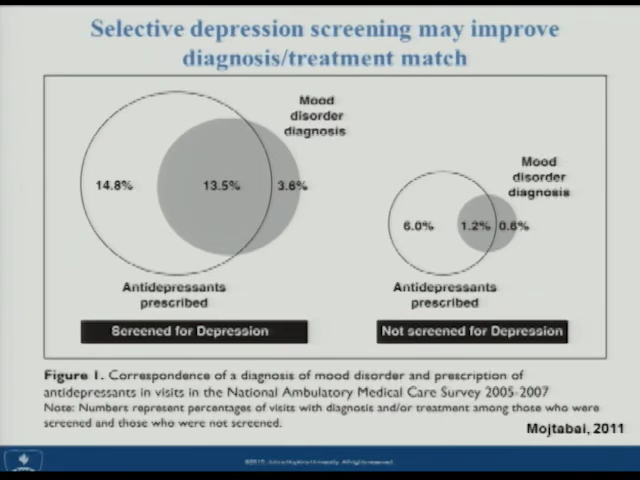 Selective depression screening may improve
diagnosis/treatment match
Mood
disorder
diagnosis
14.8%
13.5%
3.6%
Antidepressants
prescribed
Screened for Depression
Mood
disorder
diagnosis
6.0%
1.2%
0.6%
Antidepressants
prescribed
Not screened for Depression
Figure 1. Correspondence of a diagnosis of mood disorder and prescription of
antidepressants in visits in the National Ambulatory Medical Care Survey 2005-2007
Note: Numbers represent percentages of visits with diagnosis and/or treatment among those who were
screened and those who were not screened.
Mojtabai, 2011